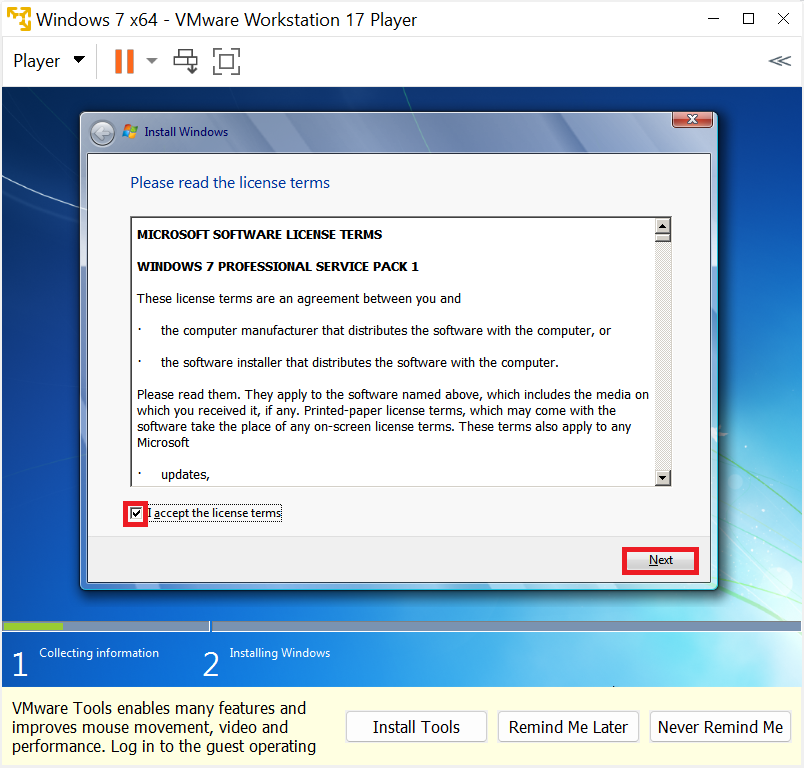 Windows 7 x64 - VMware Workstation 17 Player
Player
Install Windows
Please read the license terms
MICROSOFT SOFTWARE LICENSE TERMS
WINDOWS 7 PROFESSIONAL SERVICE PACK 1
These license terms are an agreement between you and
· the computer manufacturer that distributes the software with the computer, or
· the software installer that distributes the software with the computer.
Please read them. They apply to the software named above, which includes the media on
which you received it, if any. Printed-paper license terms, which may come with the
software take the place of any on-screen license terms. These terms also apply to any
Microsoft
· updates,
I accept the license terms
Next
1 Collecting information
2 Installing Windows
VMware Tools enables many features and
improves mouse movement, video and
performance. Log in to the guest operating
Install Tools
Remind Me Later
Never Remind Me